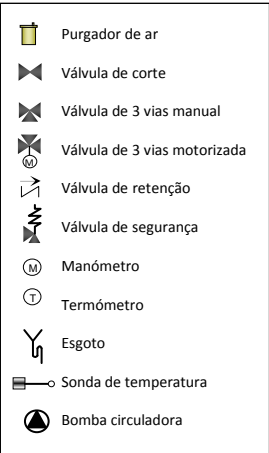 Purgador de ar
Válvula de corte
Válvula de 3 vias manual
Válvula de 3 vias motorizada
M
Válvula de retenção
Válvula de segurança
M Manómetro
T Termómetro
Esgoto
Sonda de temperatura
Bomba circuladora